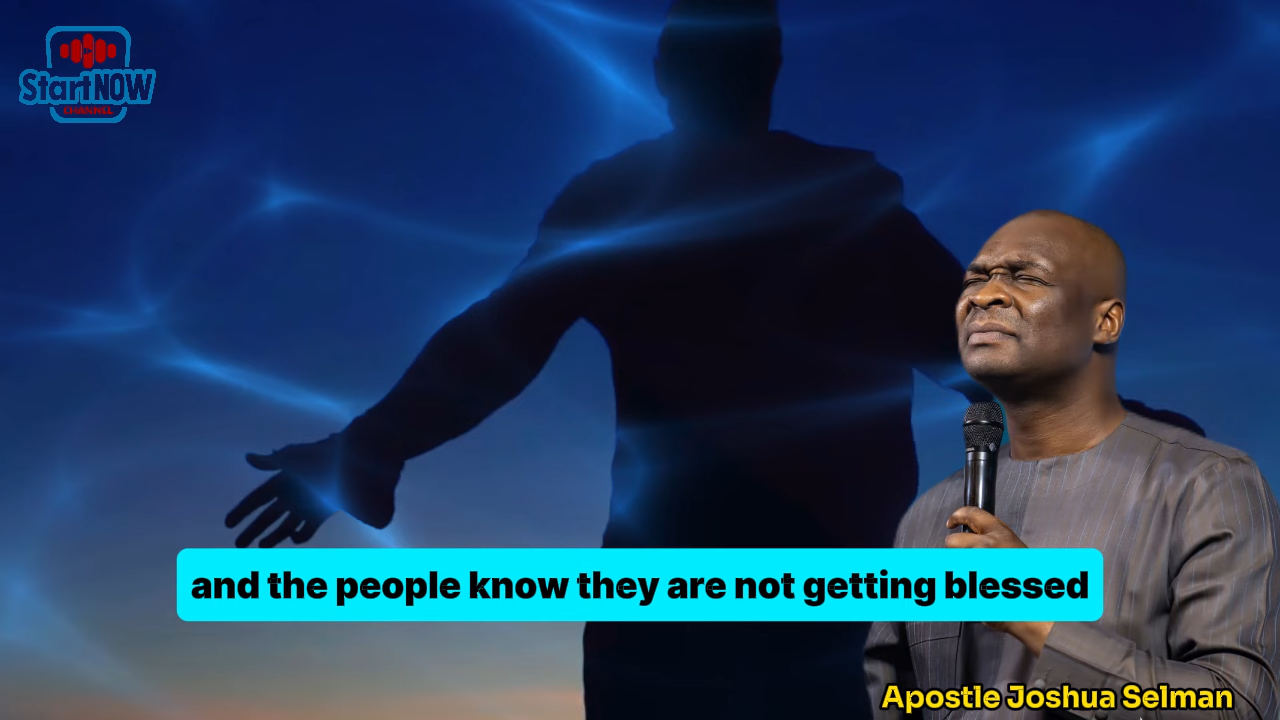 StartNOW
CHANNEL
and the people know they are not getting blessed
Apostle Joshua Selman